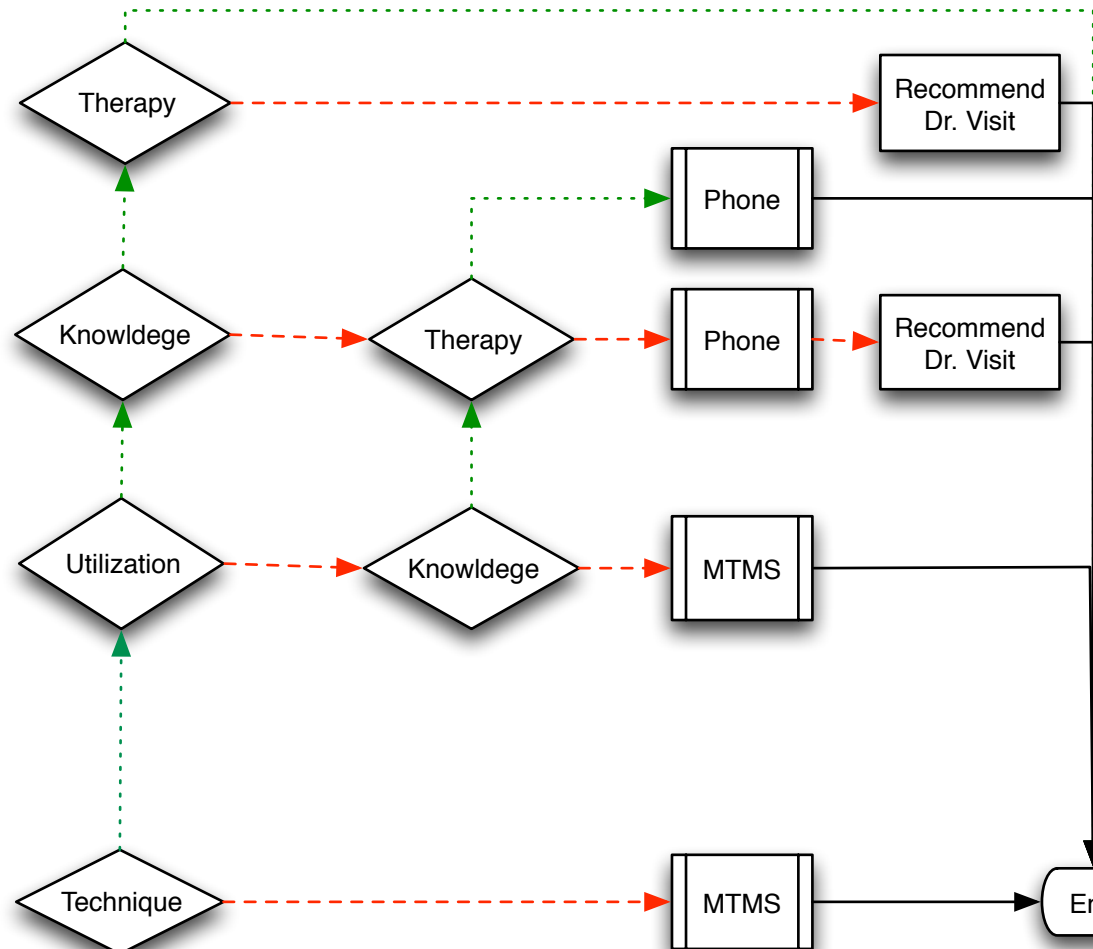 Therapy
Recommend
Dr. Visit
Phone
Knowldege
Therapy
Phone
Recommend
Dr. Visit
Utilization
Knowldege
MTMS
Technique
MTMS